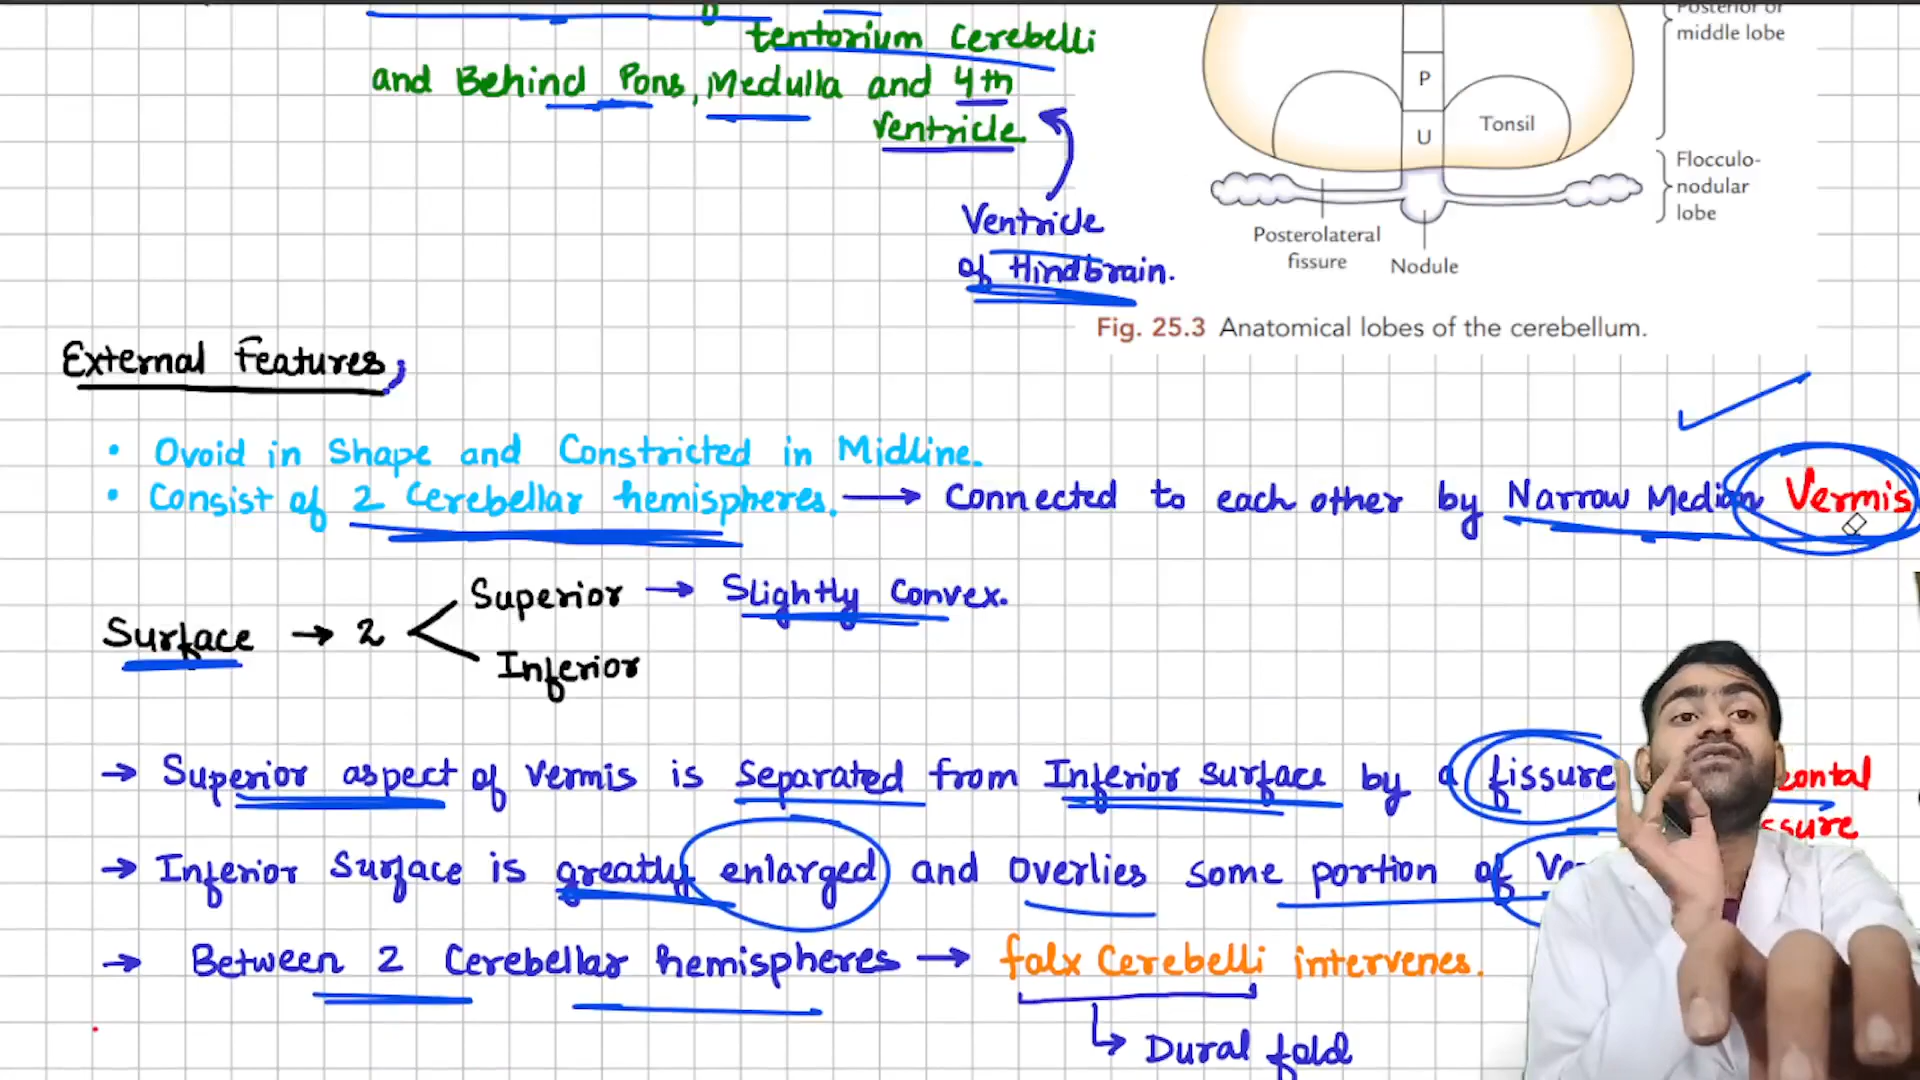 tentorium Cerebelli
and Behind Pons, Medulla and 4th
Ventricle
Ventricle
of Hindbrain.
Posterior or
middle lobe
P
U
Tonsil
Flocculo-
nodular
lobe
Posterolateral
fissure
Nodule
Fig. 25.3 Anatomical lobes of the cerebellum.
External Features
• Ovoid in Shape and Constricted in Midline.
• Consist of 2 Cerebellar hemispheres. → Connected to each other by Narrow Median Vermis
Surface → 2
Superior → Slightly Convex.
Inferior
→ Superior aspect of Vermis is Separated from Inferior Surface by a fissure
→ Inferior Surface is greatly enlarged and Overlies Some portion of
→ Between 2 Cerebellar hemispheres → falx Cerebelli intervenes.
↳ Dural fold